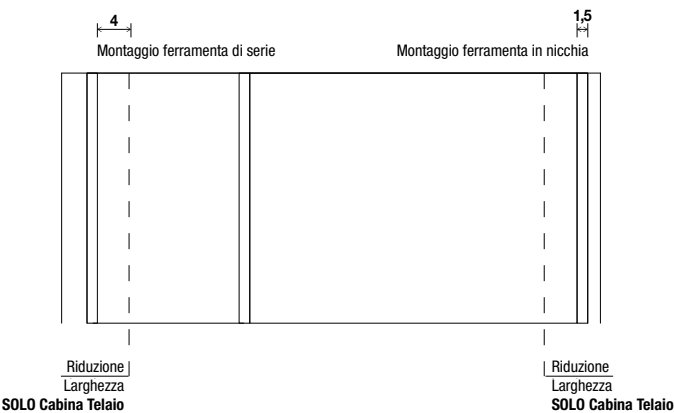 4
1,5
Montaggio ferramenta di serie
Montaggio ferramenta in nicchia
Riduzione
Larghezza
SOLO Cabina Telaio
Riduzione
Larghezza
SOLO Cabina Telaio